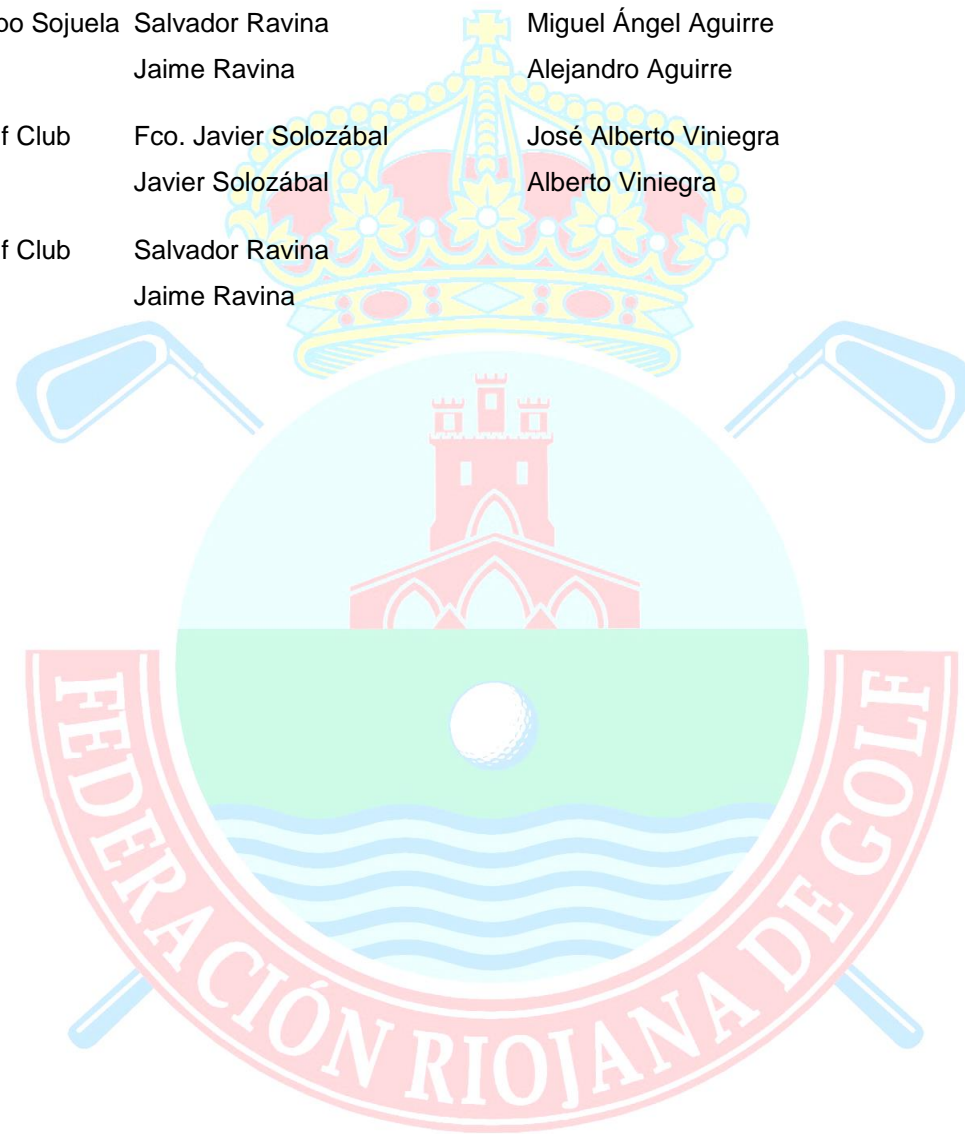 Sojuela Salvador Ravina Miguel Ángel Aguirre
Jaime Ravina Alejandro Aguirre
Club Fco. Javier Solozábal José Alberto Viniegra
Javier Solozábal Alberto Viniegra
Club Salvador Ravina
Jaime Ravina
FEDERACIÓN RIOJANA DE GOLF